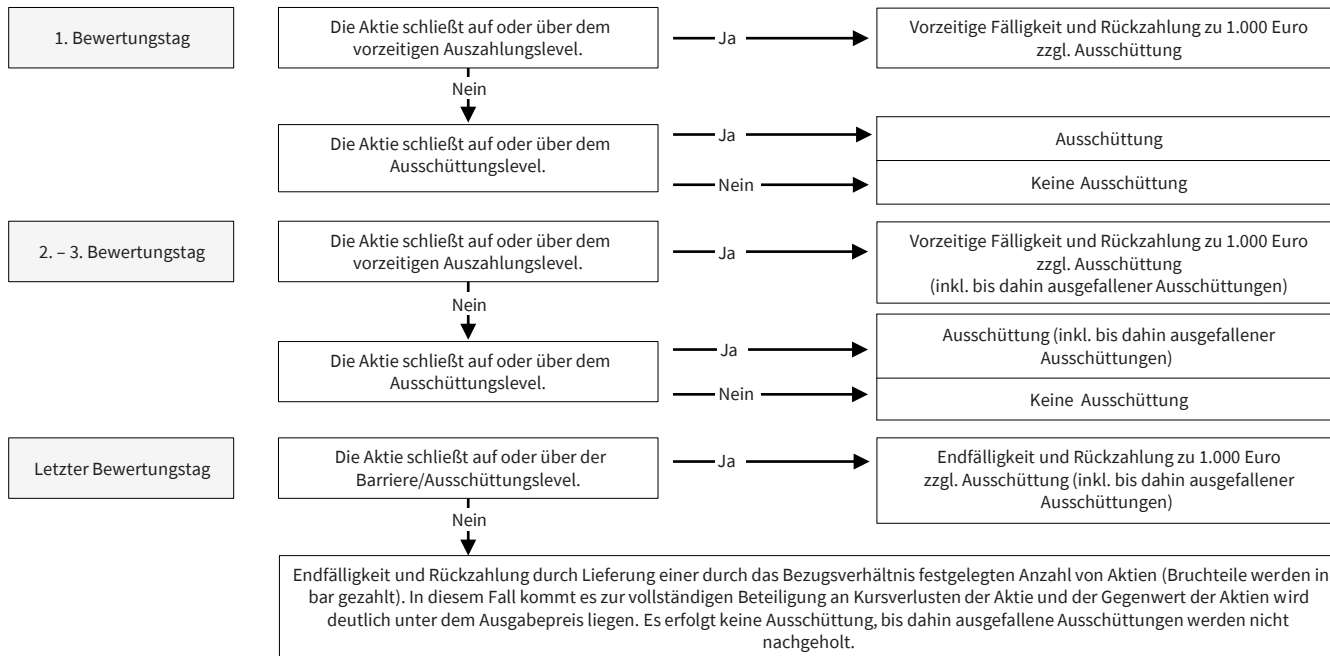 1. Bewertungstag
Die Aktie schließt auf oder über dem
vorzeitigen Auszahlungslevel.
Ja
Vorzeitige Fälligkeit und Rückzahlung zu 1.000 Euro
zzgl. Ausschüttung
Nein
Die Aktie schließt auf oder über dem
Ausschüttungslevel.
Ja
Ausschüttung
Nein
Keine Ausschüttung
2. – 3. Bewertungstag
Die Aktie schließt auf oder über dem
vorzeitigen Auszahlungslevel.
Ja
Vorzeitige Fälligkeit und Rückzahlung zu 1.000 Euro
zzgl. Ausschüttung
(inkl. bis dahin ausgefallener Ausschüttungen)
Nein
Die Aktie schließt auf oder über dem
Ausschüttungslevel.
Ja
Ausschüttung (inkl. bis dahin ausgefallener
Ausschüttungen)
Nein
Keine Ausschüttung
Letzter Bewertungstag
Die Aktie schließt auf oder über der
Barriere/Ausschüttungslevel.
Ja
Endfälligkeit und Rückzahlung zu 1.000 Euro
zzgl. Ausschüttung (inkl. bis dahin ausgefallener
Ausschüttungen)
Nein
Endfälligkeit und Rückzahlung durch Lieferung einer durch das Bezugsverhältnis festgelegten Anzahl von Aktien (Bruchteile werden in
bar gezahlt). In diesem Fall kommt es zur vollständigen Beteiligung an Kursverlusten der Aktie und der Gegenwert der Aktien wird
deutlich unter dem Ausgabepreis liegen. Es erfolgt keine Ausschüttung, bis dahin ausgefallene Ausschüttungen werden nicht
nachgeholt.